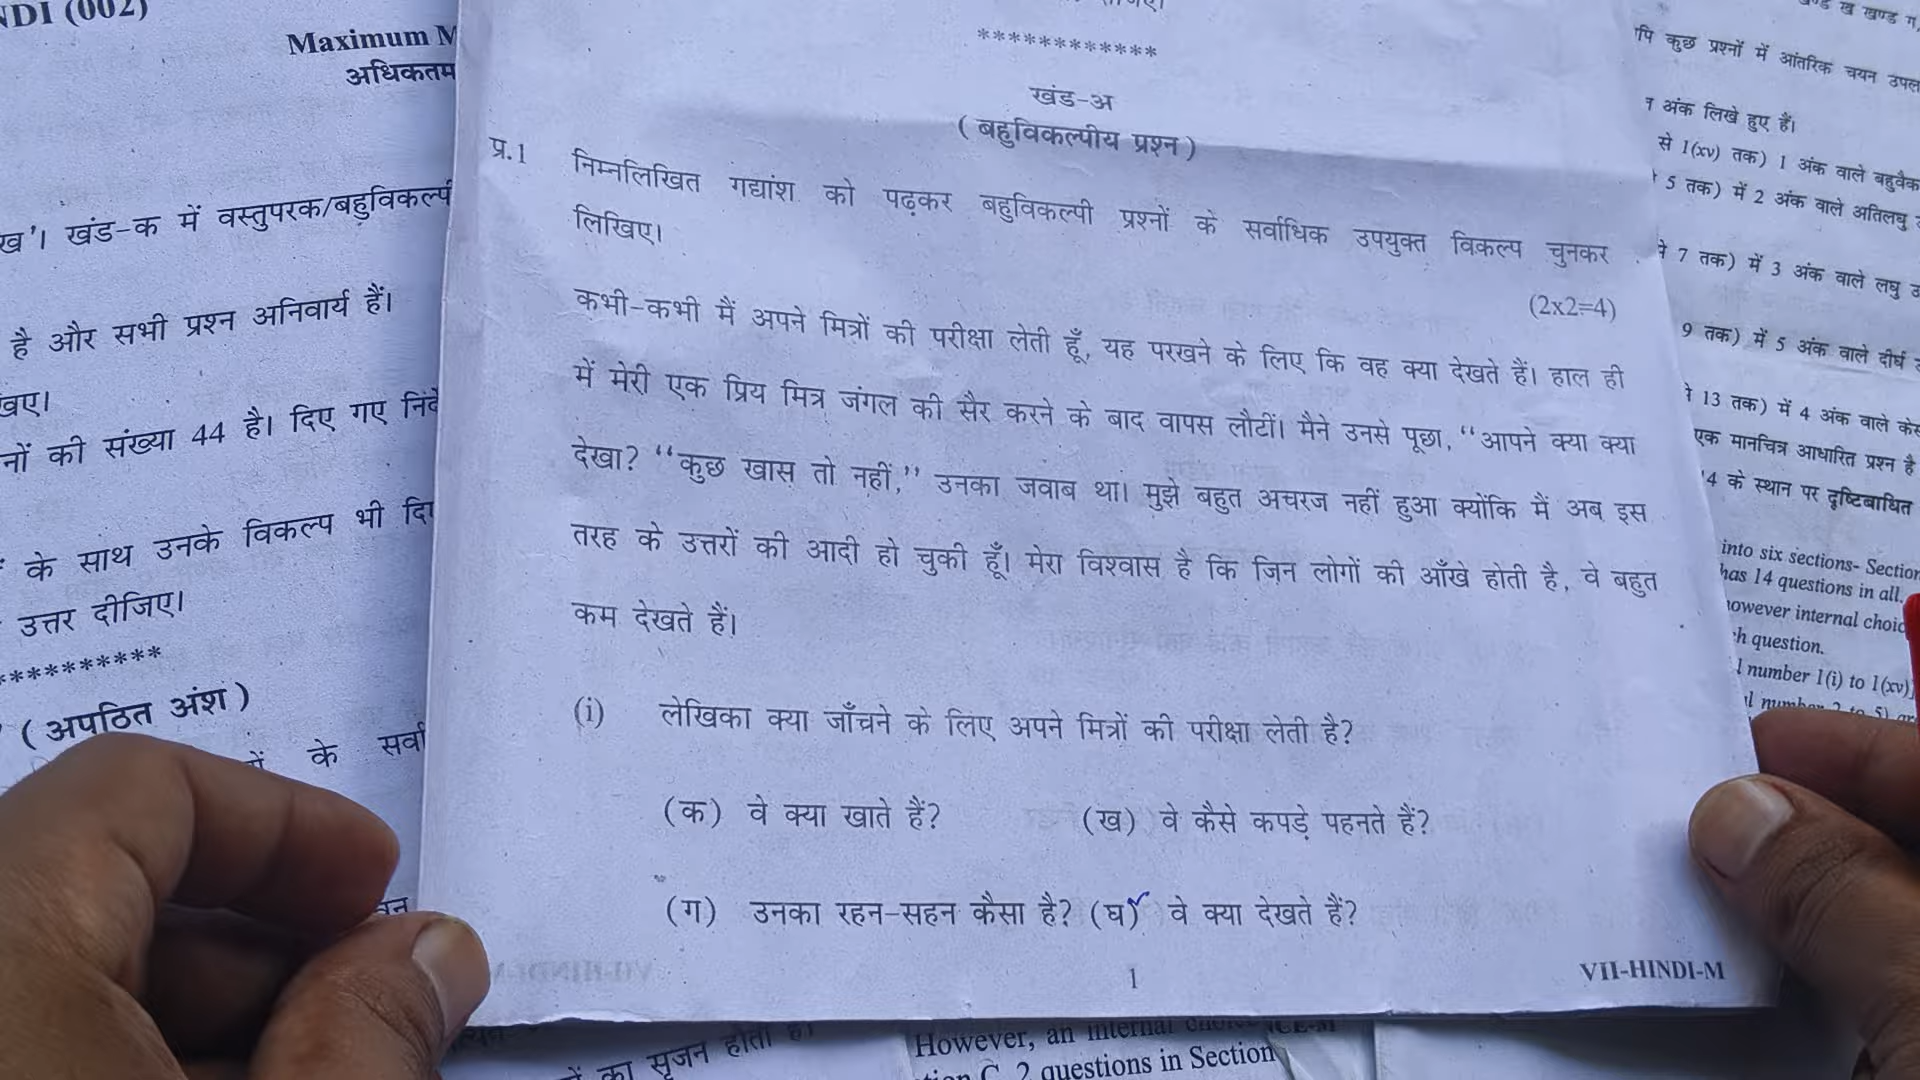 NDI (002)
Maximum M
अधिकतम
ख'। खंड-क में वस्तुपरक/बहुविकल्पी
है और सभी प्रश्न अनिवार्य हैं।
नों की संख्या 44 है। दिए गए
के साथ उनके विकल्प भी
उत्तर दीजिए।
**********
( अपठित अंश )
के सर्वा
************
खंड-अ
( बहुविकल्पीय प्रश्न )
प्र.1 निम्नलिखित गद्यांश को पढ़कर बहुविकल्पी प्रश्नों के सर्वाधिक उपयुक्त विकल्प चुनकर
लिखिए।
(2x2=4)
कभी-कभी मैं अपने मित्रों की परीक्षा लेती हूँ, यह परखने के लिए कि वह क्या देखते हैं। हाल ही
में मेरी एक प्रिय मित्र जंगल की सैर करने के बाद वापस लौटीं। मैने उनसे पूछा, "आपने क्या क्या
देखा? "कुछ खास तो नहीं," उनका जवाब था। मुझे बहुत अचरज नहीं हुआ क्योंकि मैं अब इस
तरह के उत्तरों की आदी हो चुकी हूँ। मेरा विश्वास है कि जिन लोगों की आँखे होती है, वे बहुत
कम देखते हैं।
(i) लेखिका क्या जाँचने के लिए अपने मित्रों की परीक्षा लेती है?
(क) वे क्या खाते हैं? (ख) वे कैसे कपड़े पहनते हैं?
(ग) उनका रहन-सहन कैसा है? (घ) वे क्या देखते हैं?
1
VII-HINDI-M
ख खण्ड ग
पि कुछ प्रश्नों में आंतरिक चयन
अंक लिखे हुए हैं।
से 1(xv) तक) 1 अंक वाले
5 तक) में 2 अंक वाले अतिलघु
7 तक) में 3 अंक वाले लघु
9 तक) में 5 अंक वाले दीर्घ
13 तक) में 4 अंक वाले
एक मानचित्र आधारित प्रश्न है
4 के स्थान पर दृष्टिबाधित
into six sections- Section
has 14 questions in all.
however internal choic
h question.
l number 1(i) to 1(xv)]
का सृजन होता है।
However, an internal
2 questions in Section